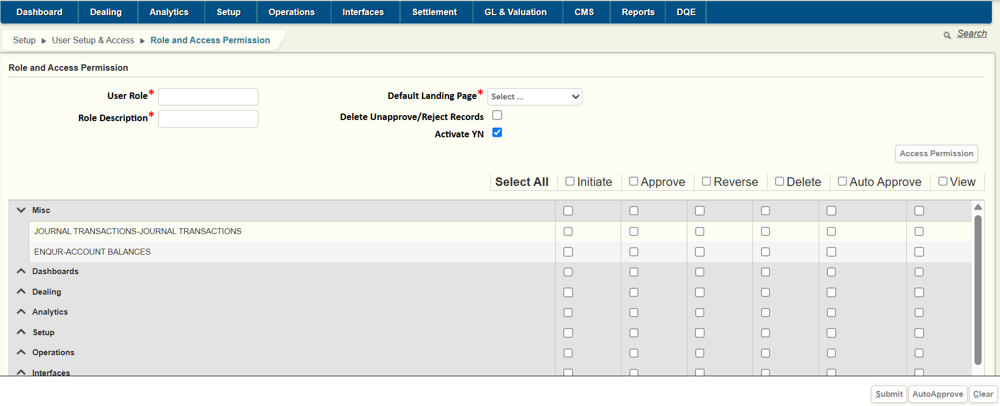 Dashboard Dealing Analytics Setup Operations Interfaces Settlement GL & Valuation CMS Reports DQE
Setup User Setup & Access Role and Access Permission
Search
Role and Access Permission
User Role* Default Landing Page* Select ...
Role Description* Delete Unapprove/Reject Records
Activate YN
Access Permission
Select All Initiate Approve Reverse Delete Auto Approve View
Misc
JOURNAL TRANSACTIONS-JOURNAL TRANSACTIONS
ENQUR-ACCOUNT BALANCES
Dashboards
Dealing
Analytics
Setup
Operations
Interfaces
Submit AutoApprove Clear